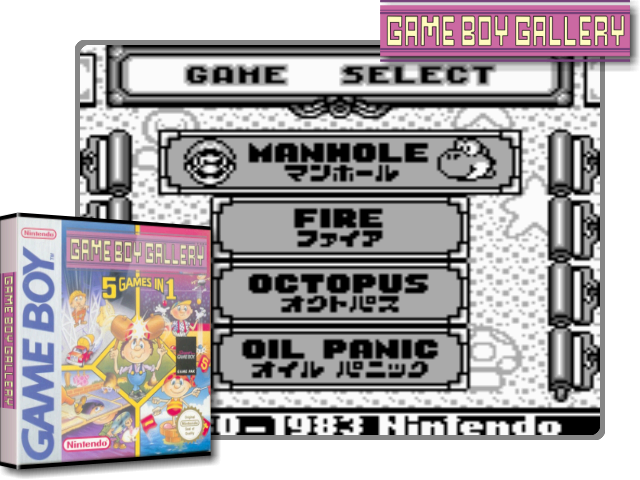 GAME BOY GALLERY
GAME SELECT
MANHOLE
マンホール
FIRE
ファイア
OCTOPUS
オクトパス
OIL PANIC
オイル パニック
0-1983 Nintendo
Nintendo
GAME BOY™
GAME BOY GALLERY
GAME BOY GALLERY
5 GAMES IN 1
Nintendo